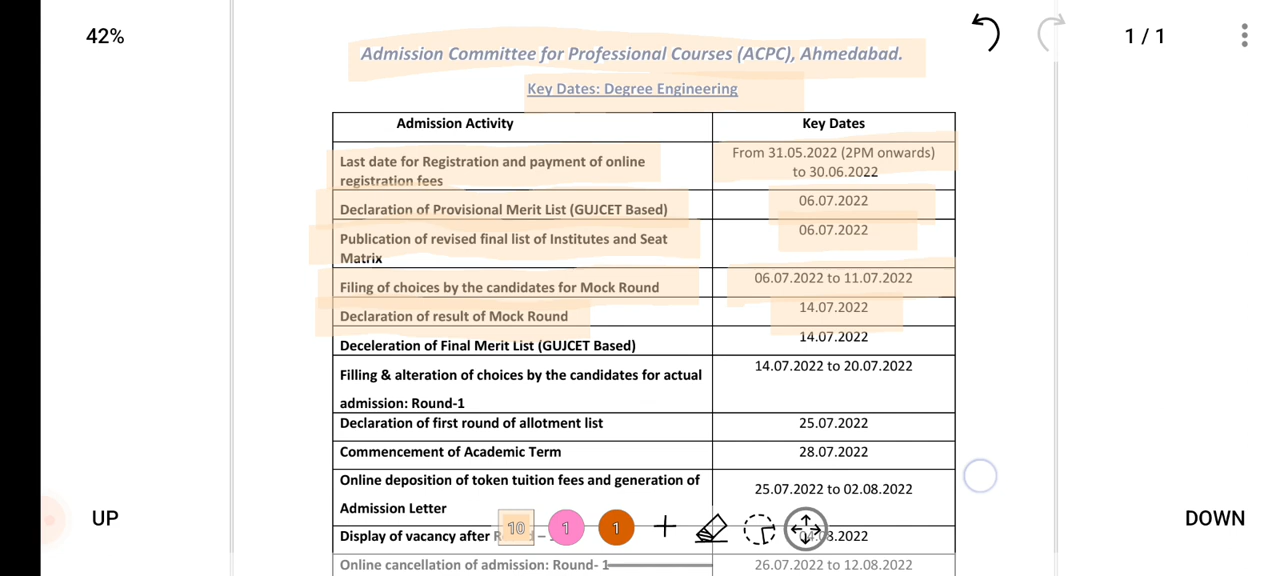 42%
1 / 1
Admission Committee for Professional Courses (ACPC), Ahmedabad.
Key Dates: Degree Engineering
Admission Activity Key Dates
Last date for Registration and payment of online From 31.05.2022 (2PM onwards)
registration fees to 30.06.2022
Declaration of Provisional Merit List (GUJCET Based) 06.07.2022
Publication of revised final list of Institutes and Seat 06.07.2022
Matrix
Filing of choices by the candidates for Mock Round 06.07.2022 to 11.07.2022
Declaration of result of Mock Round 14.07.2022
Deceleration of Final Merit List (GUJCET Based) 14.07.2022
Filling & alteration of choices by the candidates for actual 14.07.2022 to 20.07.2022
admission: Round-1
Declaration of first round of allotment list 25.07.2022
Commencement of Academic Term 28.07.2022
Online deposition of token tuition fees and generation of 25.07.2022 to 02.08.2022
Admission Letter
UP 10 1 1 DOWN
Display of vacancy after
Online cancellation of admission: Round- 1 26.07.2022 to 12.08.2022